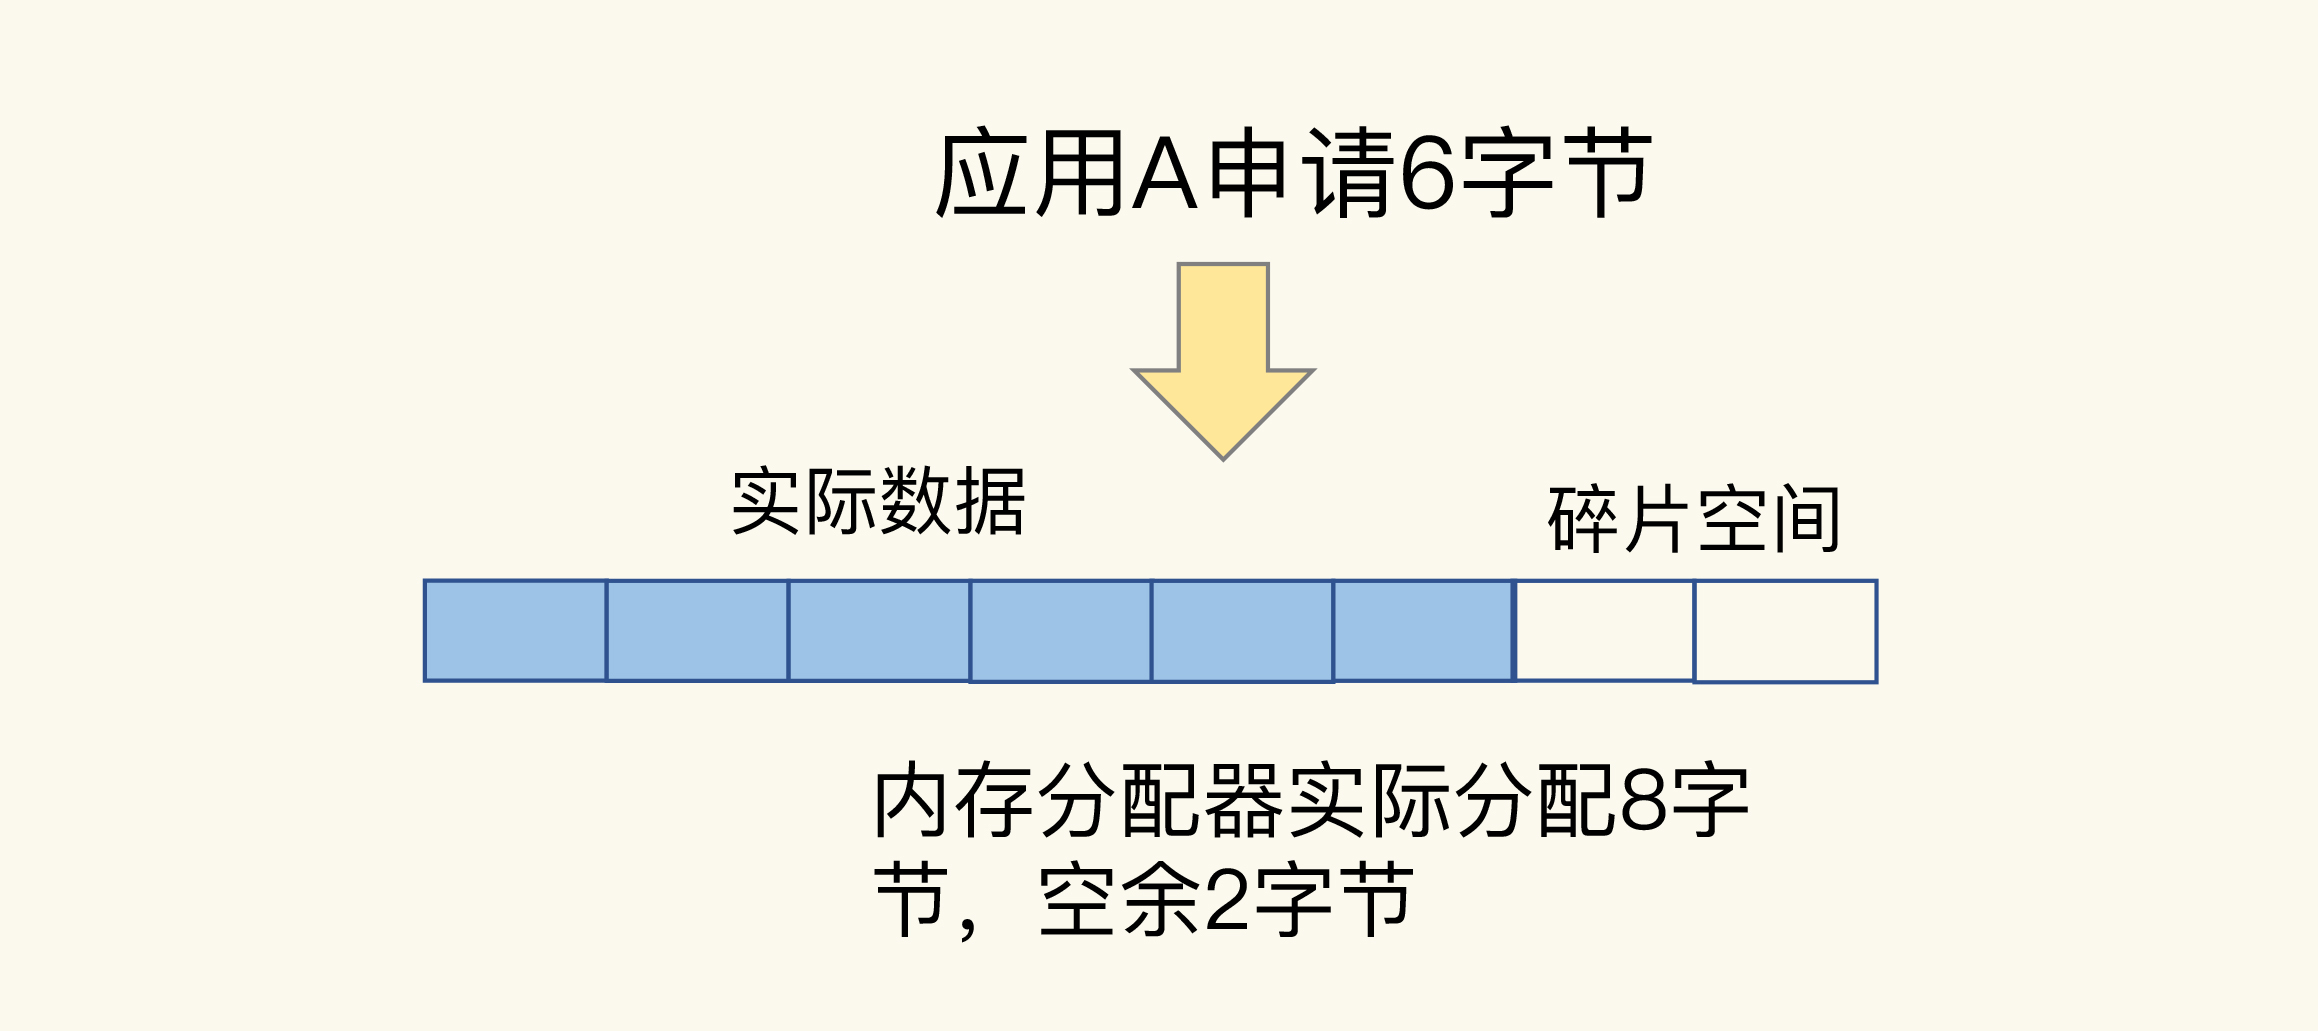 应用A申请6字节
实际数据
碎片空间
内存分配器实际分配8字
节，空余2字节